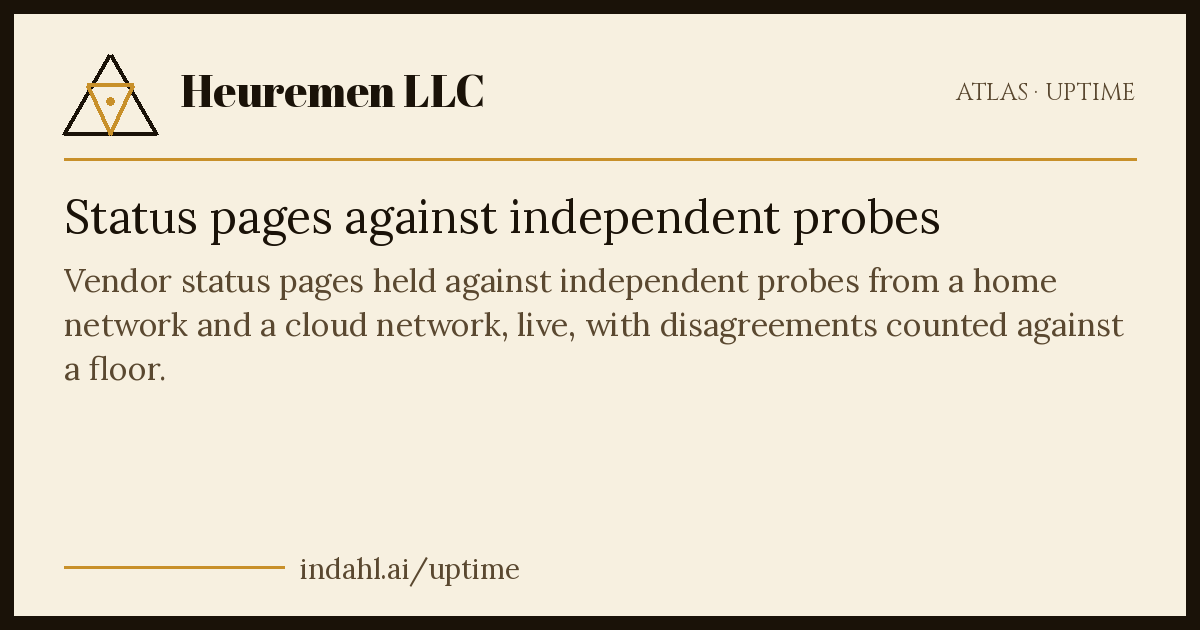 Heuremen LLC
ATLAS · UPTIME
Status pages against independent probes
Vendor status pages held against independent probes from a home
network and a cloud network, live, with disagreements counted against
a floor.
indahl.ai/uptime